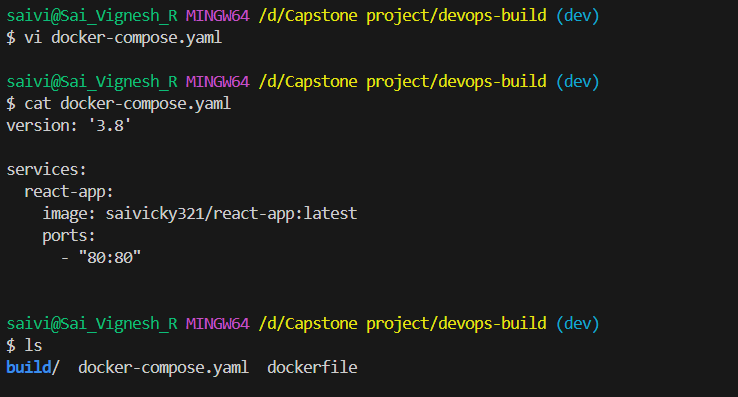 saivi@Sai_Vignesh_R MINGW64 /d/Capstone project/devops-build (dev)
$ vi docker-compose.yaml
saivi@Sai_Vignesh_R MINGW64 /d/Capstone project/devops-build (dev)
$ cat docker-compose.yaml
version: '3.8'
services:
  react-app:
    image: saivicky321/react-app:latest
    ports:
      - "80:80"
saivi@Sai_Vignesh_R MINGW64 /d/Capstone project/devops-build (dev)
$ ls
build/  docker-compose.yaml  dockerfile